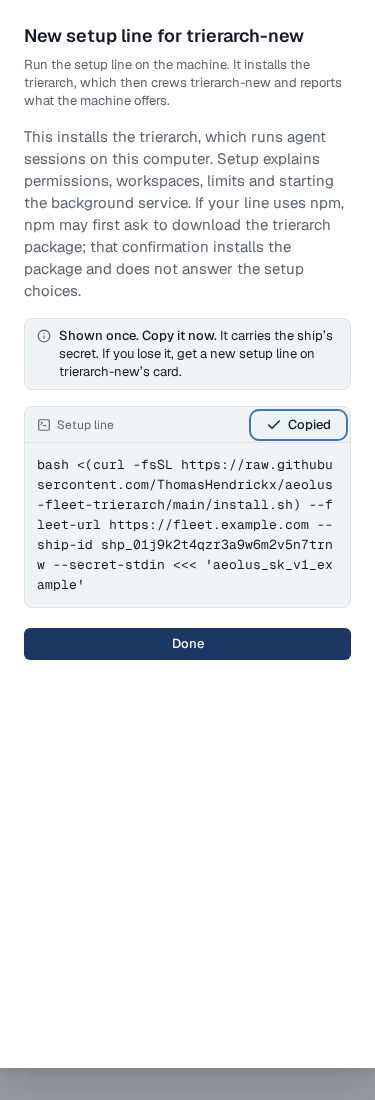 New setup line for trierarch-new
Run the setup line on the machine. It installs the
trierarch, which then crews trierarch-new and reports
what the machine offers.
This installs the trierarch, which runs agent
sessions on this computer. Setup explains
permissions, workspaces, limits and starting
the background service. If your line uses npm,
npm may first ask to download the trierarch
package; that confirmation installs the
package and does not answer the setup
choices.
Shown once. Copy it now. It carries the ship's
secret. If you lose it, get a new setup line on
trierarch-new's card.
Setup line
Copied
bash <(curl -fsSL https://raw.githubu
sercontent.com/ThomasHendrickx/aeolus
-fleet-trierarch/main/install.sh) --f
leet-url https://fleet.example.com --
ship-id shp_01j9k2t4qzr3a9w6m2v5n7trn
w --secret-stdin <<< 'aeolus_sk_v1_ex
ample'
Done